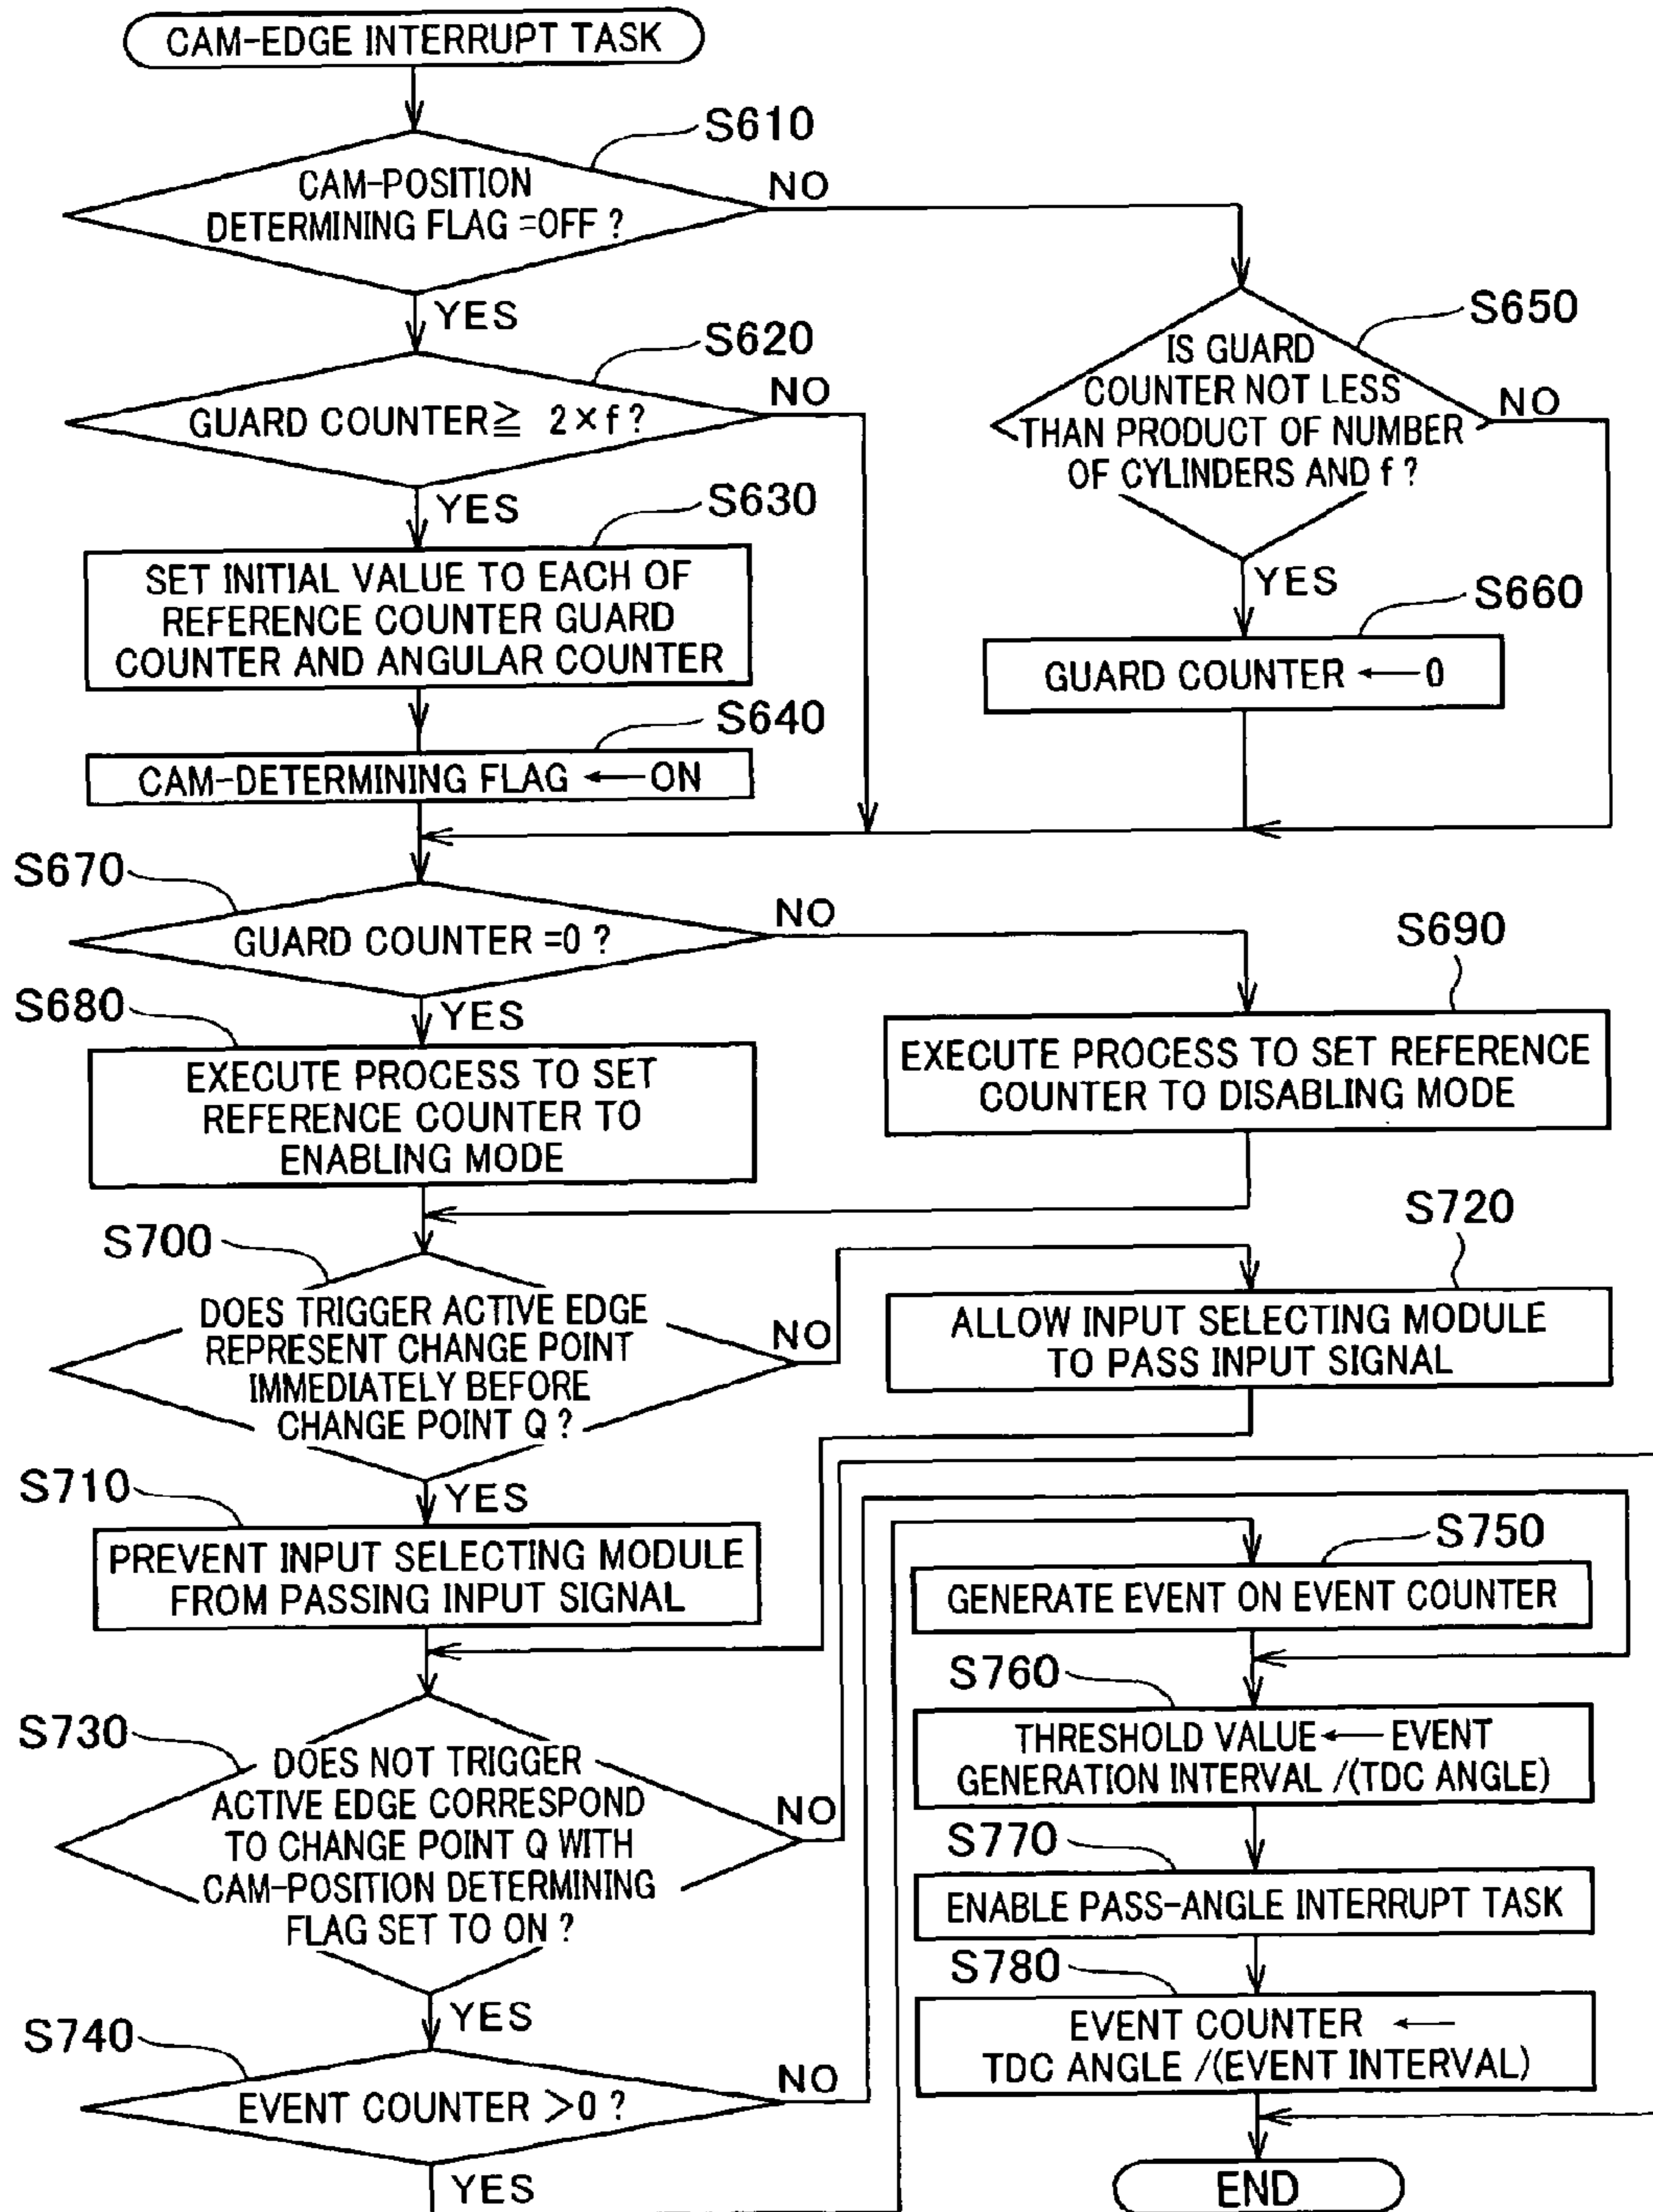 CAM-EDGE INTERRUPT TASK
S610
CAM-POSITION
DETERMINING FLAG =OFF ?
NO
YES
S620
GUARD COUNTER≧ 2×f ?
NO
YES
S650
IS GUARD
COUNTER NOT LESS
THAN PRODUCT OF NUMBER
OF CYLINDERS AND f ?
NO
YES
S630
SET INITIAL VALUE TO EACH OF
REFERENCE COUNTER GUARD
COUNTER AND ANGULAR COUNTER
S660
GUARD COUNTER ← 0
S640
CAM-DETERMINING FLAG ← ON
S670
GUARD COUNTER =0 ?
NO
YES
S680
EXECUTE PROCESS TO SET
REFERENCE COUNTER TO
ENABLING MODE
S690
EXECUTE PROCESS TO SET REFERENCE
COUNTER TO DISABLING MODE
S700
DOES TRIGGER ACTIVE EDGE
REPRESENT CHANGE POINT
IMMEDIATELY BEFORE
CHANGE POINT Q ?
NO
YES
S720
ALLOW INPUT SELECTING MODULE
TO PASS INPUT SIGNAL
S710
PREVENT INPUT SELECTING MODULE
FROM PASSING INPUT SIGNAL
S730
DOES NOT TRIGGER
ACTIVE EDGE CORRESPOND
TO CHANGE POINT Q WITH
CAM-POSITION DETERMINING
FLAG SET TO ON ?
NO
YES
S740
EVENT COUNTER >0 ?
NO
YES
S750
GENERATE EVENT ON EVENT COUNTER
S760
THRESHOLD VALUE ← EVENT
GENERATION INTERVAL /(TDC ANGLE)
S770
ENABLE PASS-ANGLE INTERRUPT TASK
S780
EVENT COUNTER ←
TDC ANGLE /(EVENT INTERVAL)
END